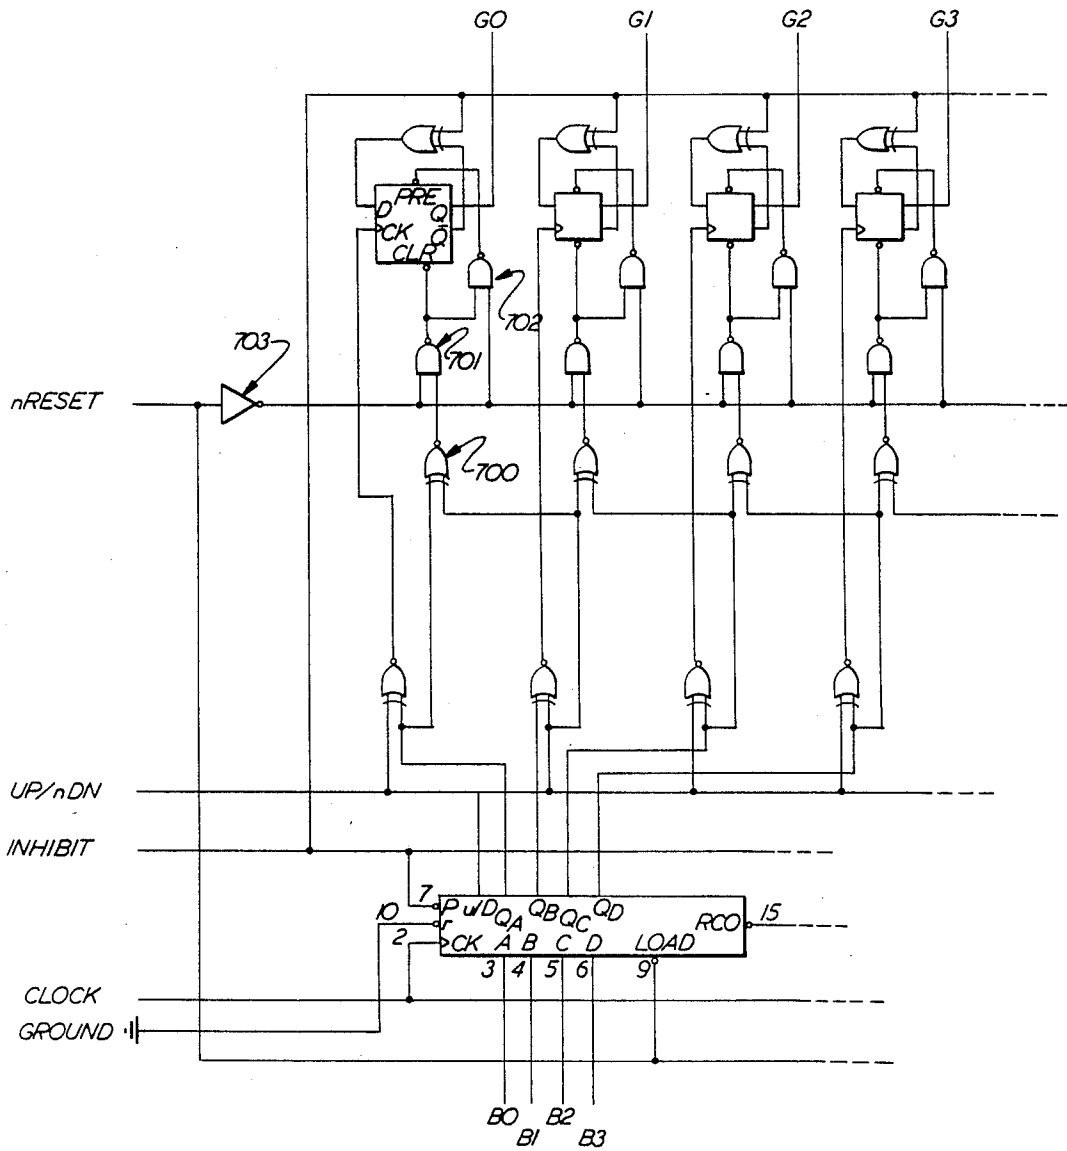 G0 G1 G2 G3
PRE
D Q
CK Q̅
CLR
702
703 701
nRESET
700
UP/nDN
INHIBIT
7 P u/D QA QB QC QD
10 r RCO 15
2 CK A B C D LOAD
3 4 5 6 9
CLOCK
GROUND
B0 B2
B1 B3